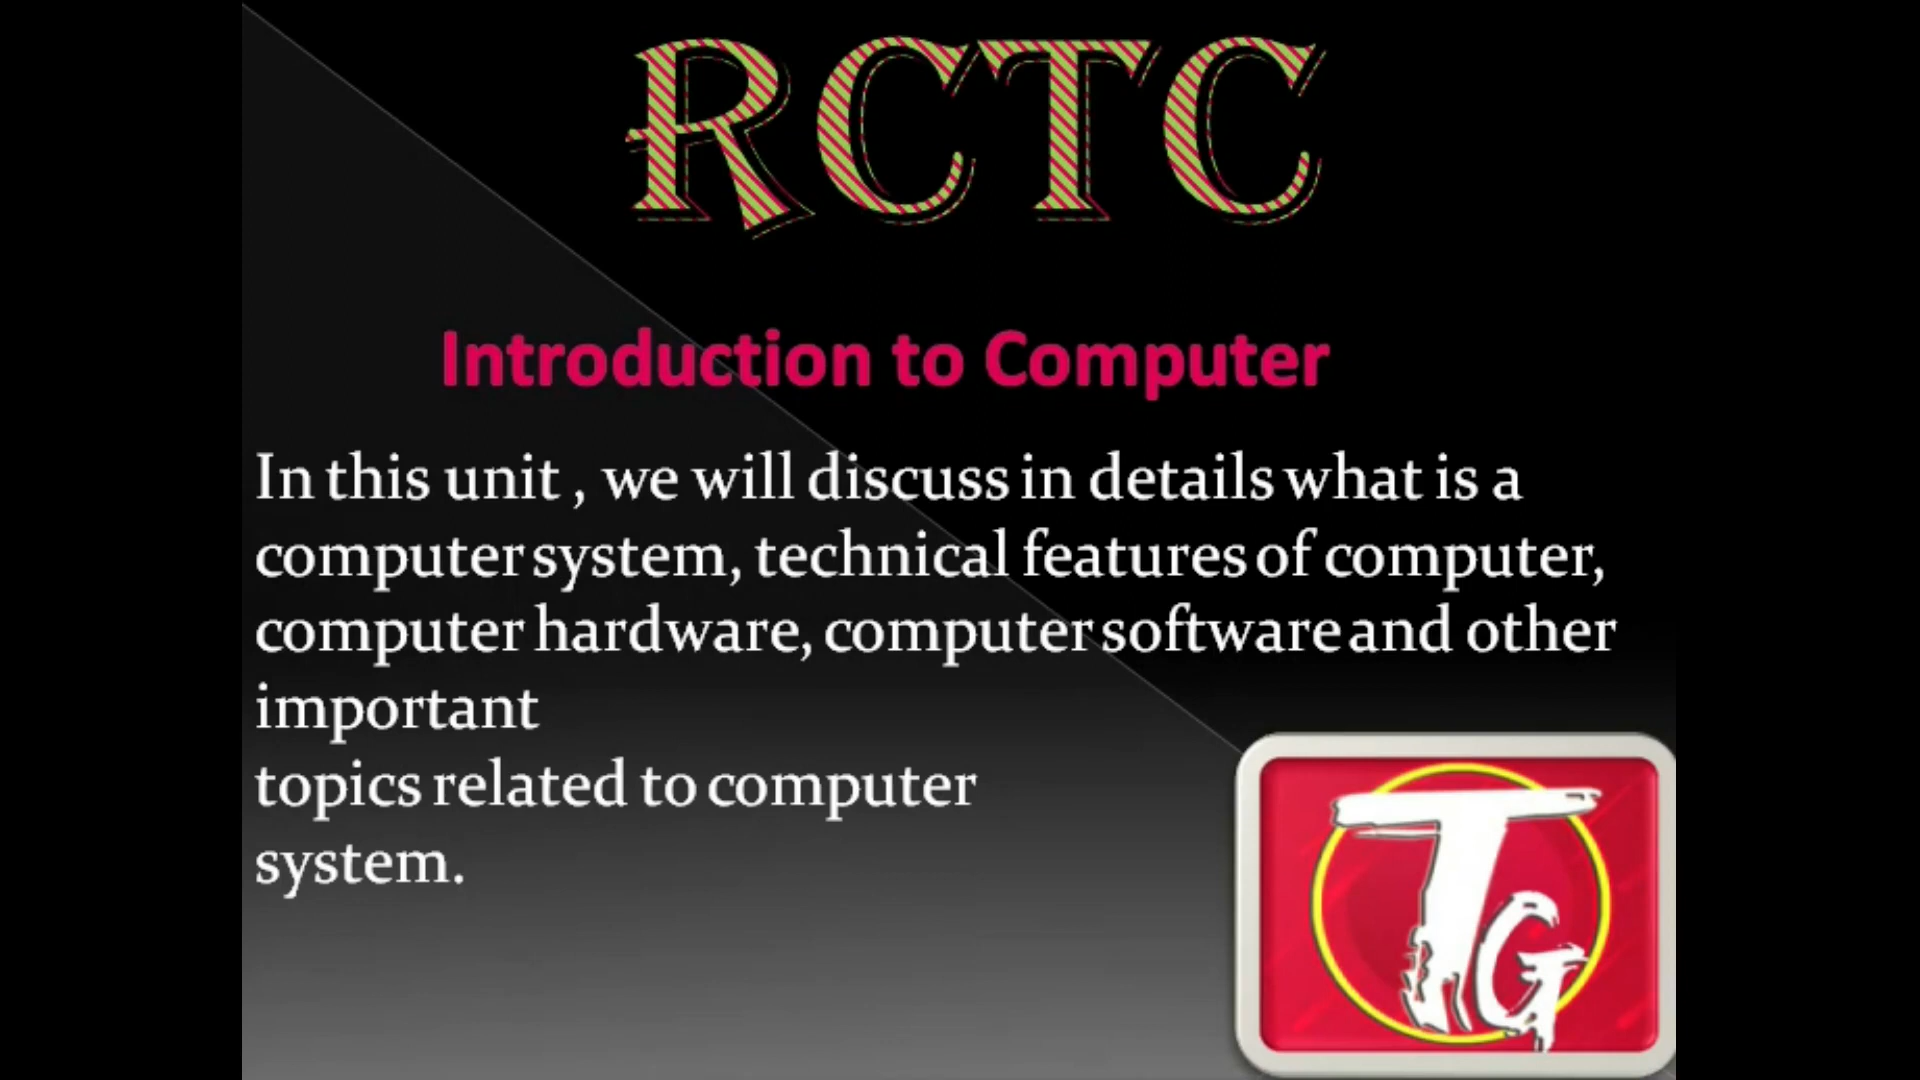 RCTC
Introduction to Computer
In this unit , we will discuss in details what is a
computer system, technical features of computer,
computer hardware, computer software and other
important
topics related to computer
system.
TG